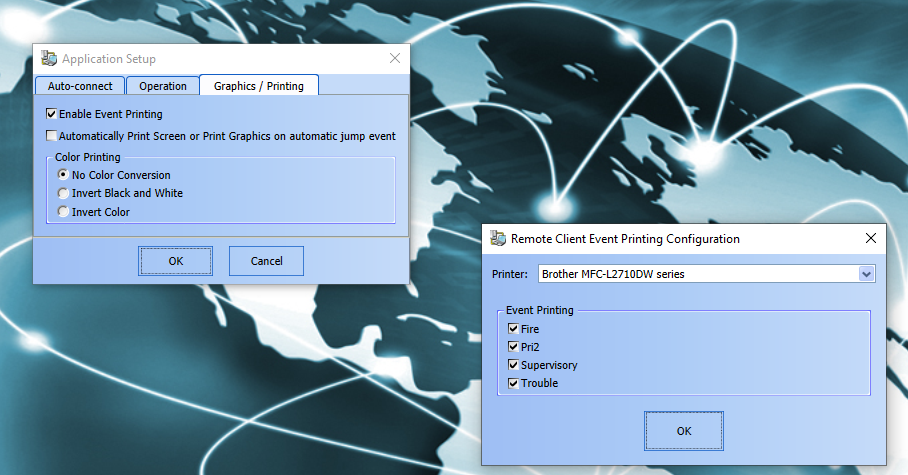 Application Setup
Auto-connect Operation Graphics / Printing
Enable Event Printing
Automatically Print Screen or Print Graphics on automatic jump event
Color Printing
No Color Conversion
Invert Black and White
Invert Color
OK Cancel
Remote Client Event Printing Configuration
Printer: Brother MFC-L2710DW series
Event Printing
Fire
Pri2
Supervisory
Trouble
OK